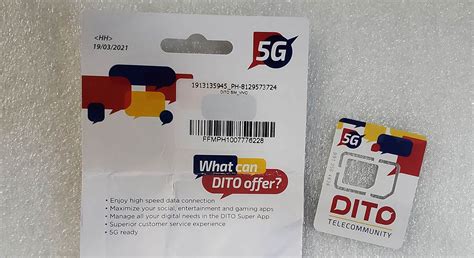 <HH>
19/03/2021
5G
1913135945_PH-8129573724
DITO SIM_VNO
FFMPH1007776228
What can
DITO offer?
• Enjoy high speed data connection
• Maximize your social, entertainment and gaming apps
• Manage all your digital needs in the DITO Super App
• Superior customer service experience
• 5G ready
5G
DITO
TELECOMMUNITY